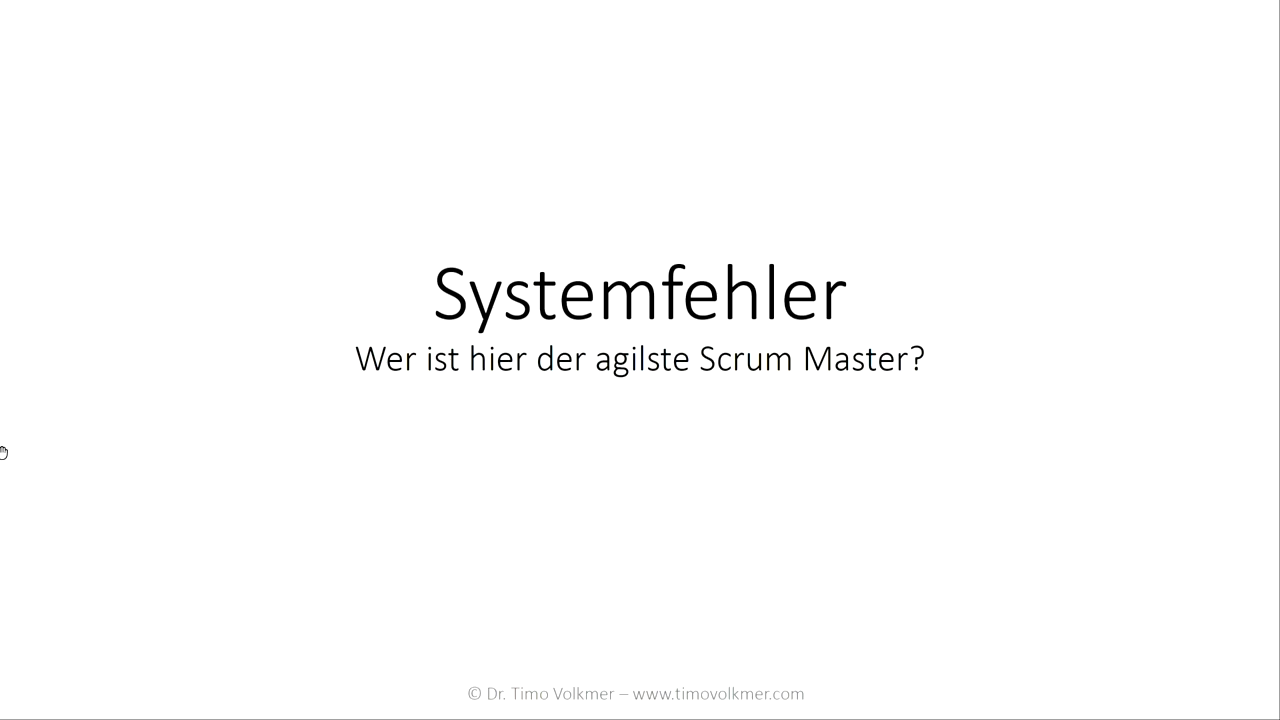 Systemfehler
Wer ist hier der agilste Scrum Master?
© Dr. Timo Volkmer – www.timovolkmer.com